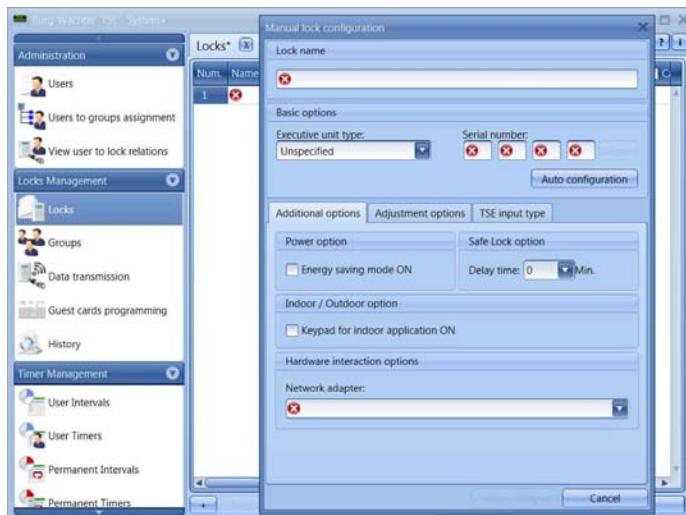 Burg-Wächter TSE - System+
Administration
Users
Users to groups assignment
View user to lock relations
Locks Management
Locks
Groups
Data transmission
Guest cards programming
History
Timer Management
User Intervals
User Timers
Permanent Intervals
Permanent Timers
Locks*
Num. Name
1
Manual lock configuration
Lock name
Basic options
Executive unit type:
Serial number:
Unspecified
Auto configuration
Additional options
Adjustment options
TSE input type
Power option
Safe Lock option
Energy saving mode ON
Delay time: 0 Min.
Indoor / Outdoor option
Keypad for indoor application ON
Hardware interaction options
Network adapter:
Cancel